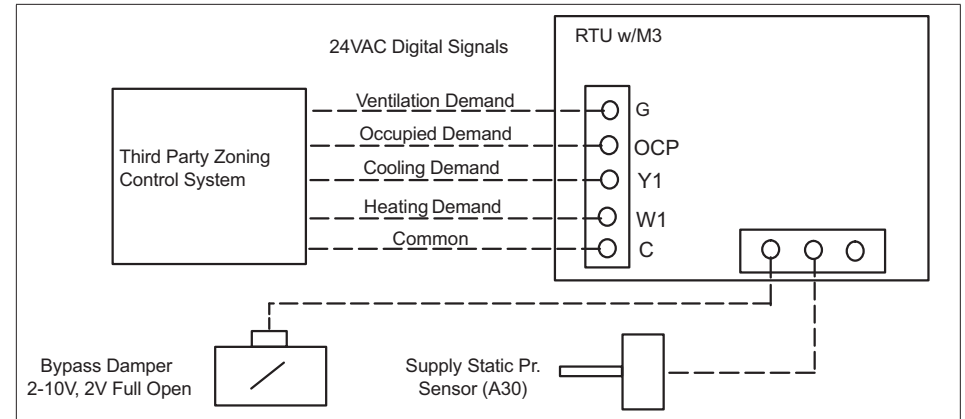 24VAC Digital Signals
RTU w/M3
Third Party Zoning
Control System
Ventilation Demand
G
Occupied Demand
OCP
Cooling Demand
Y1
Heating Demand
W1
Common
C
Bypass Damper
2-10V, 2V Full Open
Supply Static Pr.
Sensor (A30)